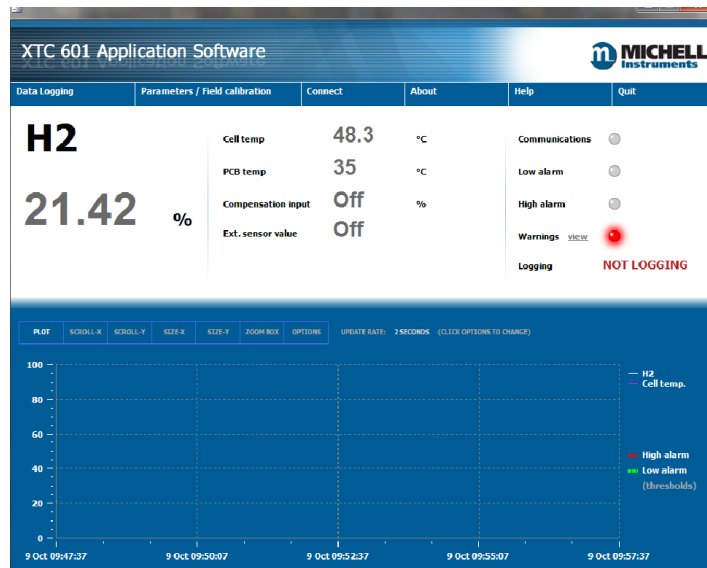 XTC 601 Application Software
MICHELL
Instruments
Data Logging Parameters / Field calibration Connect About Help Quit
H2
21.42 %
Cell temp 48.3 °C
PCB temp 35 °C
Compensation input Off %
Ext. sensor value Off
Communications
Low alarm
High alarm
Warnings view
Logging NOT LOGGING
PLOT SCROLL-X SCROLL-Y SIZE-X SIZE-Y ZOOM BOX OPTIONS UPDATE RATE: 2 SECONDS (CLICK OPTIONS TO CHANGE)
100
80
60
40
20
0
H2
Cell temp.
High alarm
Low alarm
(thresholds)
9 Oct 09:47:37 9 Oct 09:50:07 9 Oct 09:52:37 9 Oct 09:55:07 9 Oct 09:57:37